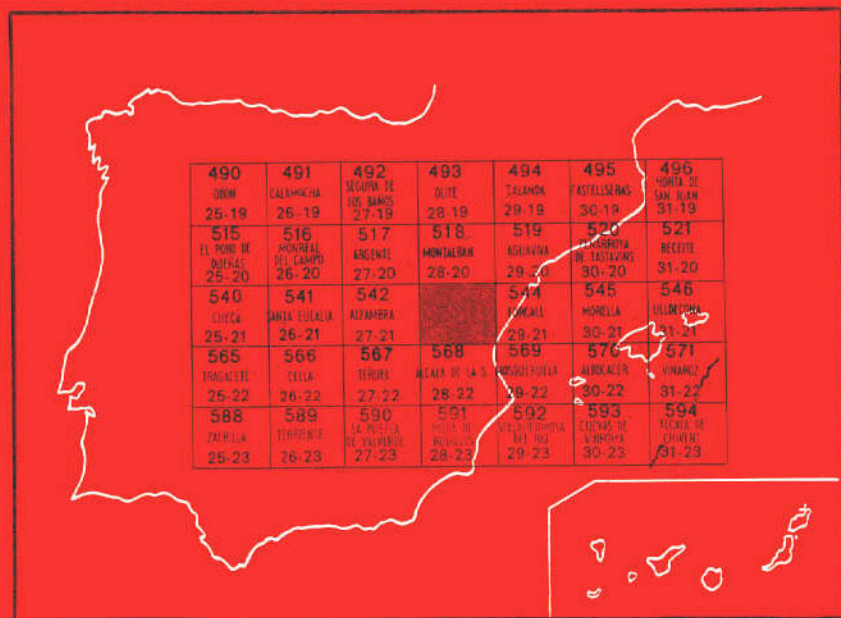 490 491 492 493 494 495 496
ODON CALAMOCHA SEGURA DE LOS BAÑOS OLITE CALANDA CASTELLSERAS HORTA DE SAN JUAN
25-19 26-19 27-19 28-19 29-19 30-19 31-19
515 516 517 518 519 520 521
EL POBO DE DUEÑAS MONREAL DEL CAMPO ARGENTE MONTALBAN AGUAVIVA PEÑARROYA DE TASTAVINS BECEITE
25-20 26-20 27-20 28-20 29-20 30-20 31-20
540 541 542 544 545 546
CHECA SANTA EULALIA ALFAMBRA FORCALL MORELLA ULLDECONA
25-21 26-21 27-21 29-21 30-21 31-21
565 566 567 568 569 570 571
TRAGACETE CELLA TERUEL ALCALA DE LA S. MOSQUERUELA ALBOCACER VINAROZ
25-22 26-22 27-22 28-22 29-22 30-22 31-22
588 589 590 591 592 593 594
ZAFRILLA TERRIENTE LA PUEBLA DE VALVERDE MORA DE RUBIELOS VILLAHERMOSA DEL RIO CUEVAS DE VINROMA ALCALA DE CHIVERT
25-23 26-23 27-23 28-23 29-23 30-23 31-23